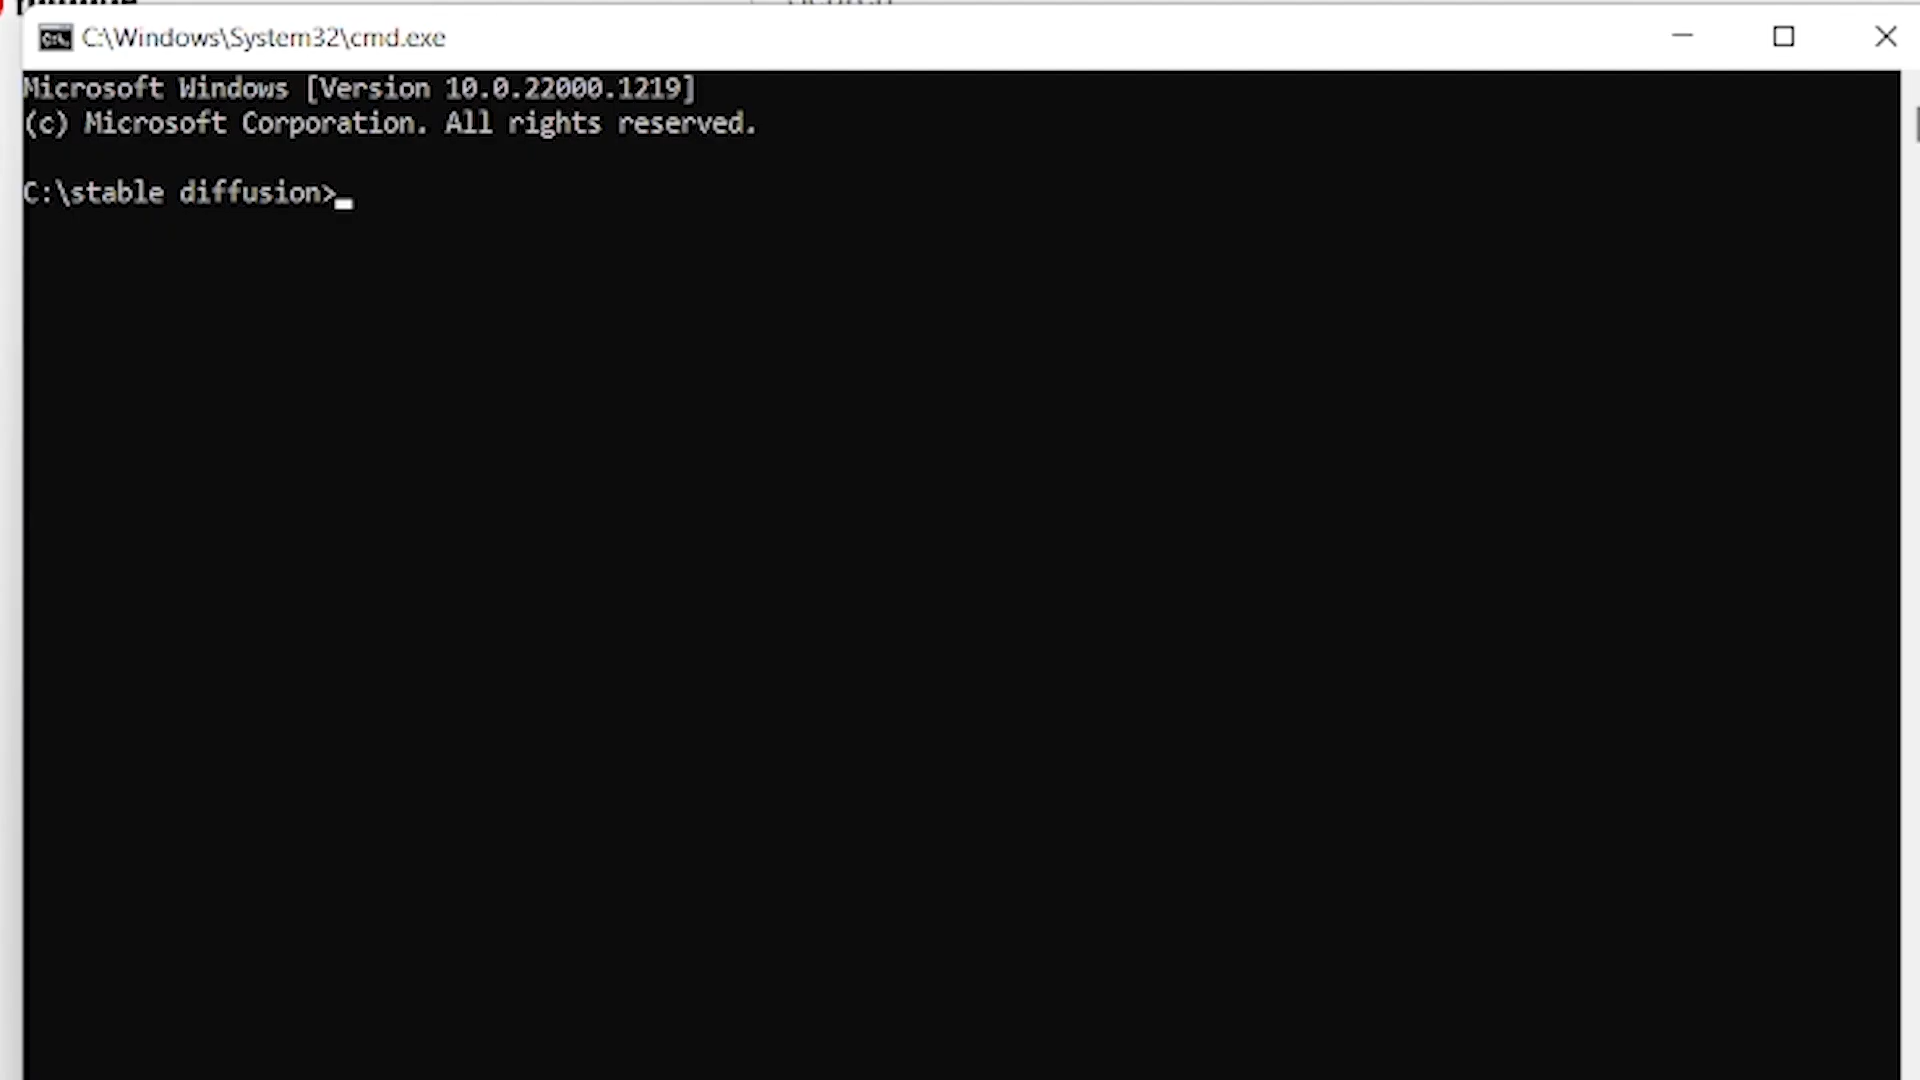 C:\Windows\System32\cmd.exe
Microsoft Windows [Version 10.0.22000.1219]
(c) Microsoft Corporation. All rights reserved.
C:\stable diffusion>